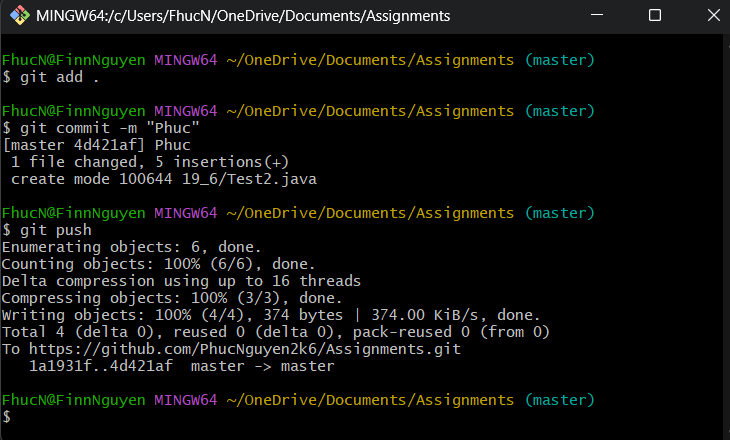 MINGW64:/c/Users/FhucN/OneDrive/Documents/Assignments
FhucN@FinnNguyen MINGW64 ~/OneDrive/Documents/Assignments (master)
$ git add .
FhucN@FinnNguyen MINGW64 ~/OneDrive/Documents/Assignments (master)
$ git commit -m "Phuc"
[master 4d421af] Phuc
 1 file changed, 5 insertions(+)
 create mode 100644 19_6/Test2.java
FhucN@FinnNguyen MINGW64 ~/OneDrive/Documents/Assignments (master)
$ git push
Enumerating objects: 6, done.
Counting objects: 100% (6/6), done.
Delta compression using up to 16 threads
Compressing objects: 100% (3/3), done.
Writing objects: 100% (4/4), 374 bytes | 374.00 KiB/s, done.
Total 4 (delta 0), reused 0 (delta 0), pack-reused 0 (from 0)
To https://github.com/PhucNguyen2k6/Assignments.git
   1a1931f..4d421af  master -> master
FhucN@FinnNguyen MINGW64 ~/OneDrive/Documents/Assignments (master)
$